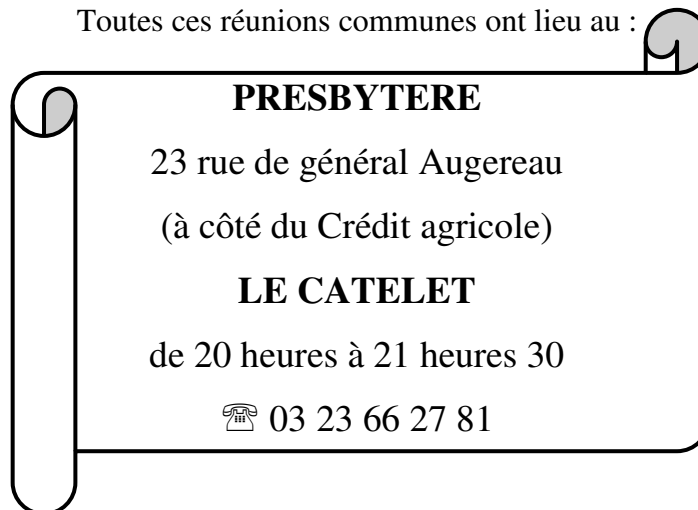 Toutes ces réunions communes ont lieu au :
PRESBYTERE
23 rue de général Augereau
(à côté du Crédit agricole)
LE CATELET
de 20 heures à 21 heures 30
☏ 03 23 66 27 81